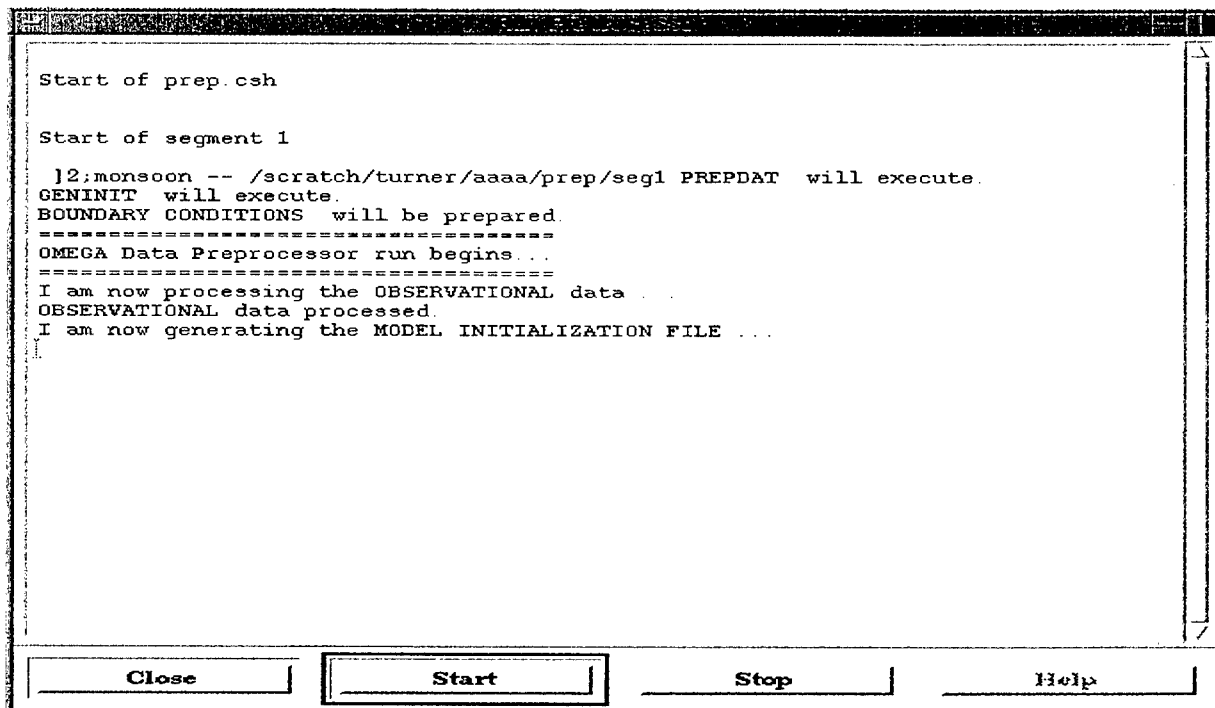 Start of prep.csh
Start of segment 1
]2;monsoon -- /scratch/turner/aaaa/prep/seg1 PREPDAT will execute.
GENINIT will execute.
BOUNDARY CONDITIONS will be prepared.
=====================================
OMEGA Data Preprocessor run begins...
=====================================
I am now processing the OBSERVATIONAL data ...
OBSERVATIONAL data processed.
I am now generating the MODEL INITIALIZATION FILE ...
Close Start Stop Help